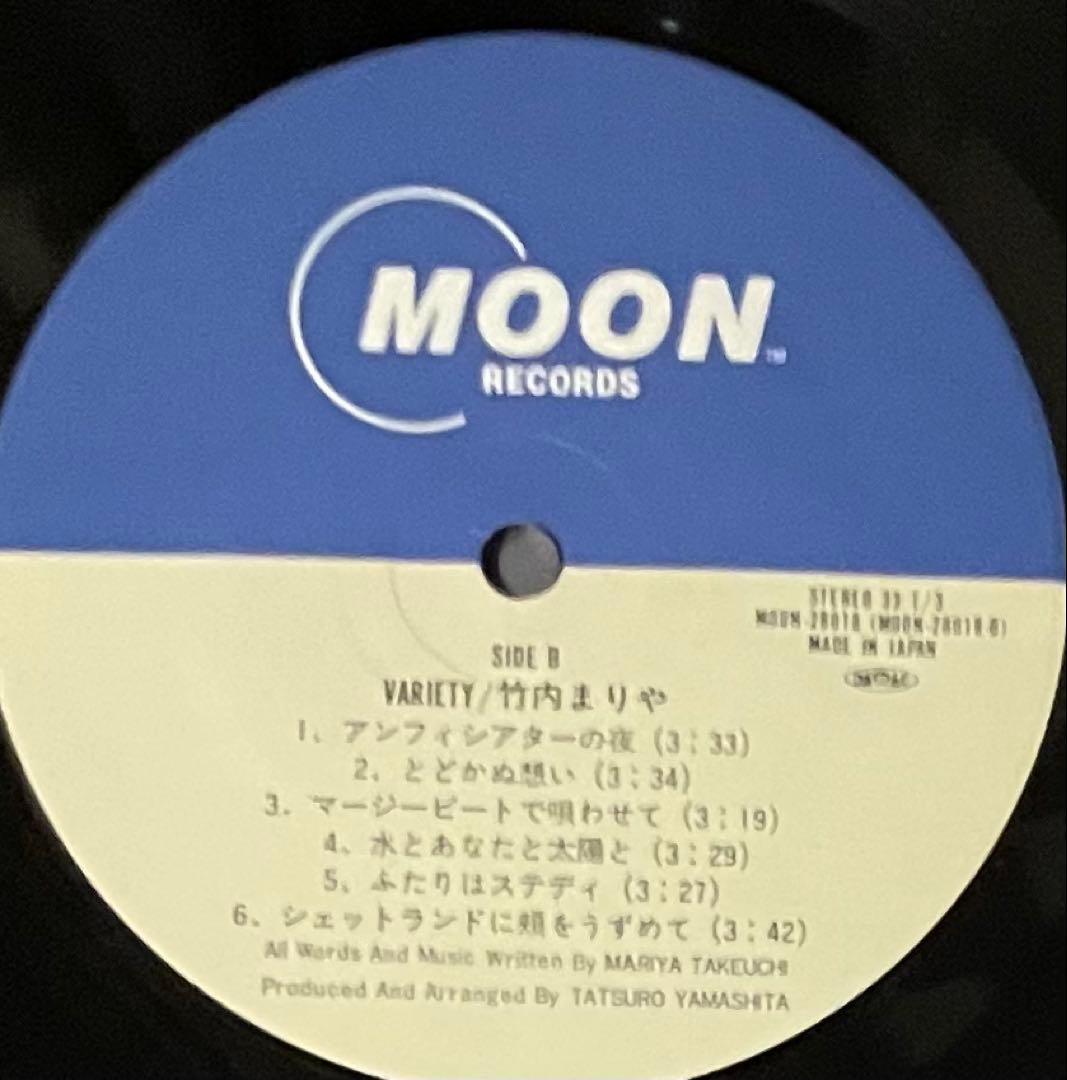 MOON™
RECORDS
STEREO 33 1/3
MOON-28018 (MOON-28018-B)
MADE IN JAPAN
SIDE B
VARIETY/竹内まりや
1、アンフィシアターの夜 (3:33)
2、とどかぬ想い (3:34)
3、マージービートで唄わせて (3:19)
4、水とあなたと太陽と (3:29)
5、ふたりはステディ (3:27)
6、シェットランドに頬をうずめて (3:42)
All Words And Music Written By MARIYA TAKEUCHI
Produced And Arranged By TATSURO YAMASHITA